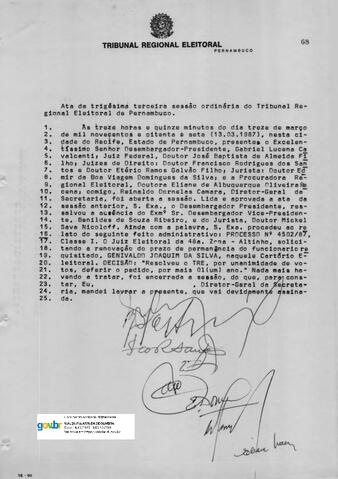 68
TRIBUNAL REGIONAL ELEITORAL
PERNAMBUCO
Ata da trigésima terceira sessão ordinária do Tribunal Re-
gional Eleitoral de Pernambuco.
1. As treze horas e quinze minutos do dia treze de março
2. de mil novecentos e oitenta e sete (13.03.1987), nesta ci-
3. dade do Recife, Estado de Pernambuco, presentes o Excelen-
4. tíssimo Senhor Desembargador-Presidente, Gabriel Lucena Ca
5. valcanti; Juiz Federal, Doutor José Baptista de Almeida Fi
6. lho; Juizes de Direito: Doutor Francisco Rodrigues dos San
7. tos e Doutor Etério Ramos Galvão Filho; Jurista: Doutor Ed
8. mir da Boa Viagem Domingues da Silva; e a Procuradora Re-
9. gional Eleitoral, Doutora Eliane de Albuquerque Oliveira
10. cena; comigo, Reinaldo Dornelas Camara, Diretor-Geral da
11. Secretaria, foi aberta a sessão. Lida e aprovada a ata da
12. sessão anterior, S. Exa., o Desembargador Presidente, res-
13. salvou a ausência do Exmº Sr. Desembargador Vice-Presiden-
14. te, Benildes de Souza Ribeiro, e do Jurista, Doutor Mickel
15. Sava Nicoloff. Ainda com a palavra, S. Exa. procedeu ao re
16. lato do seguinte feito administrativo: PROCESSO Nº 4502/87,
17. Classe I. O Juiz Eleitoral da 48a. Zona - Altinho, solici-
18. tando a renovação do prazo de permanência do funcionario re
19. quisitado, GENIVALDO JOAQUIM DA SILVA, naquele Cartório E-
20. leitoral. DECISÃO: "Resolveu o TRE, por unanimidade de vo-
21. tos, deferir o pedido, por mais 01(um) ano." Nada mais ha-
22. vendo a tratar, foi encerrada a sessão, do que, para cons-
23. tar, Eu, , Diretor-Geral da Secre-
24. taria, mandei lavrar a presente, que vai devidamente assina-
25. da.
gov.br